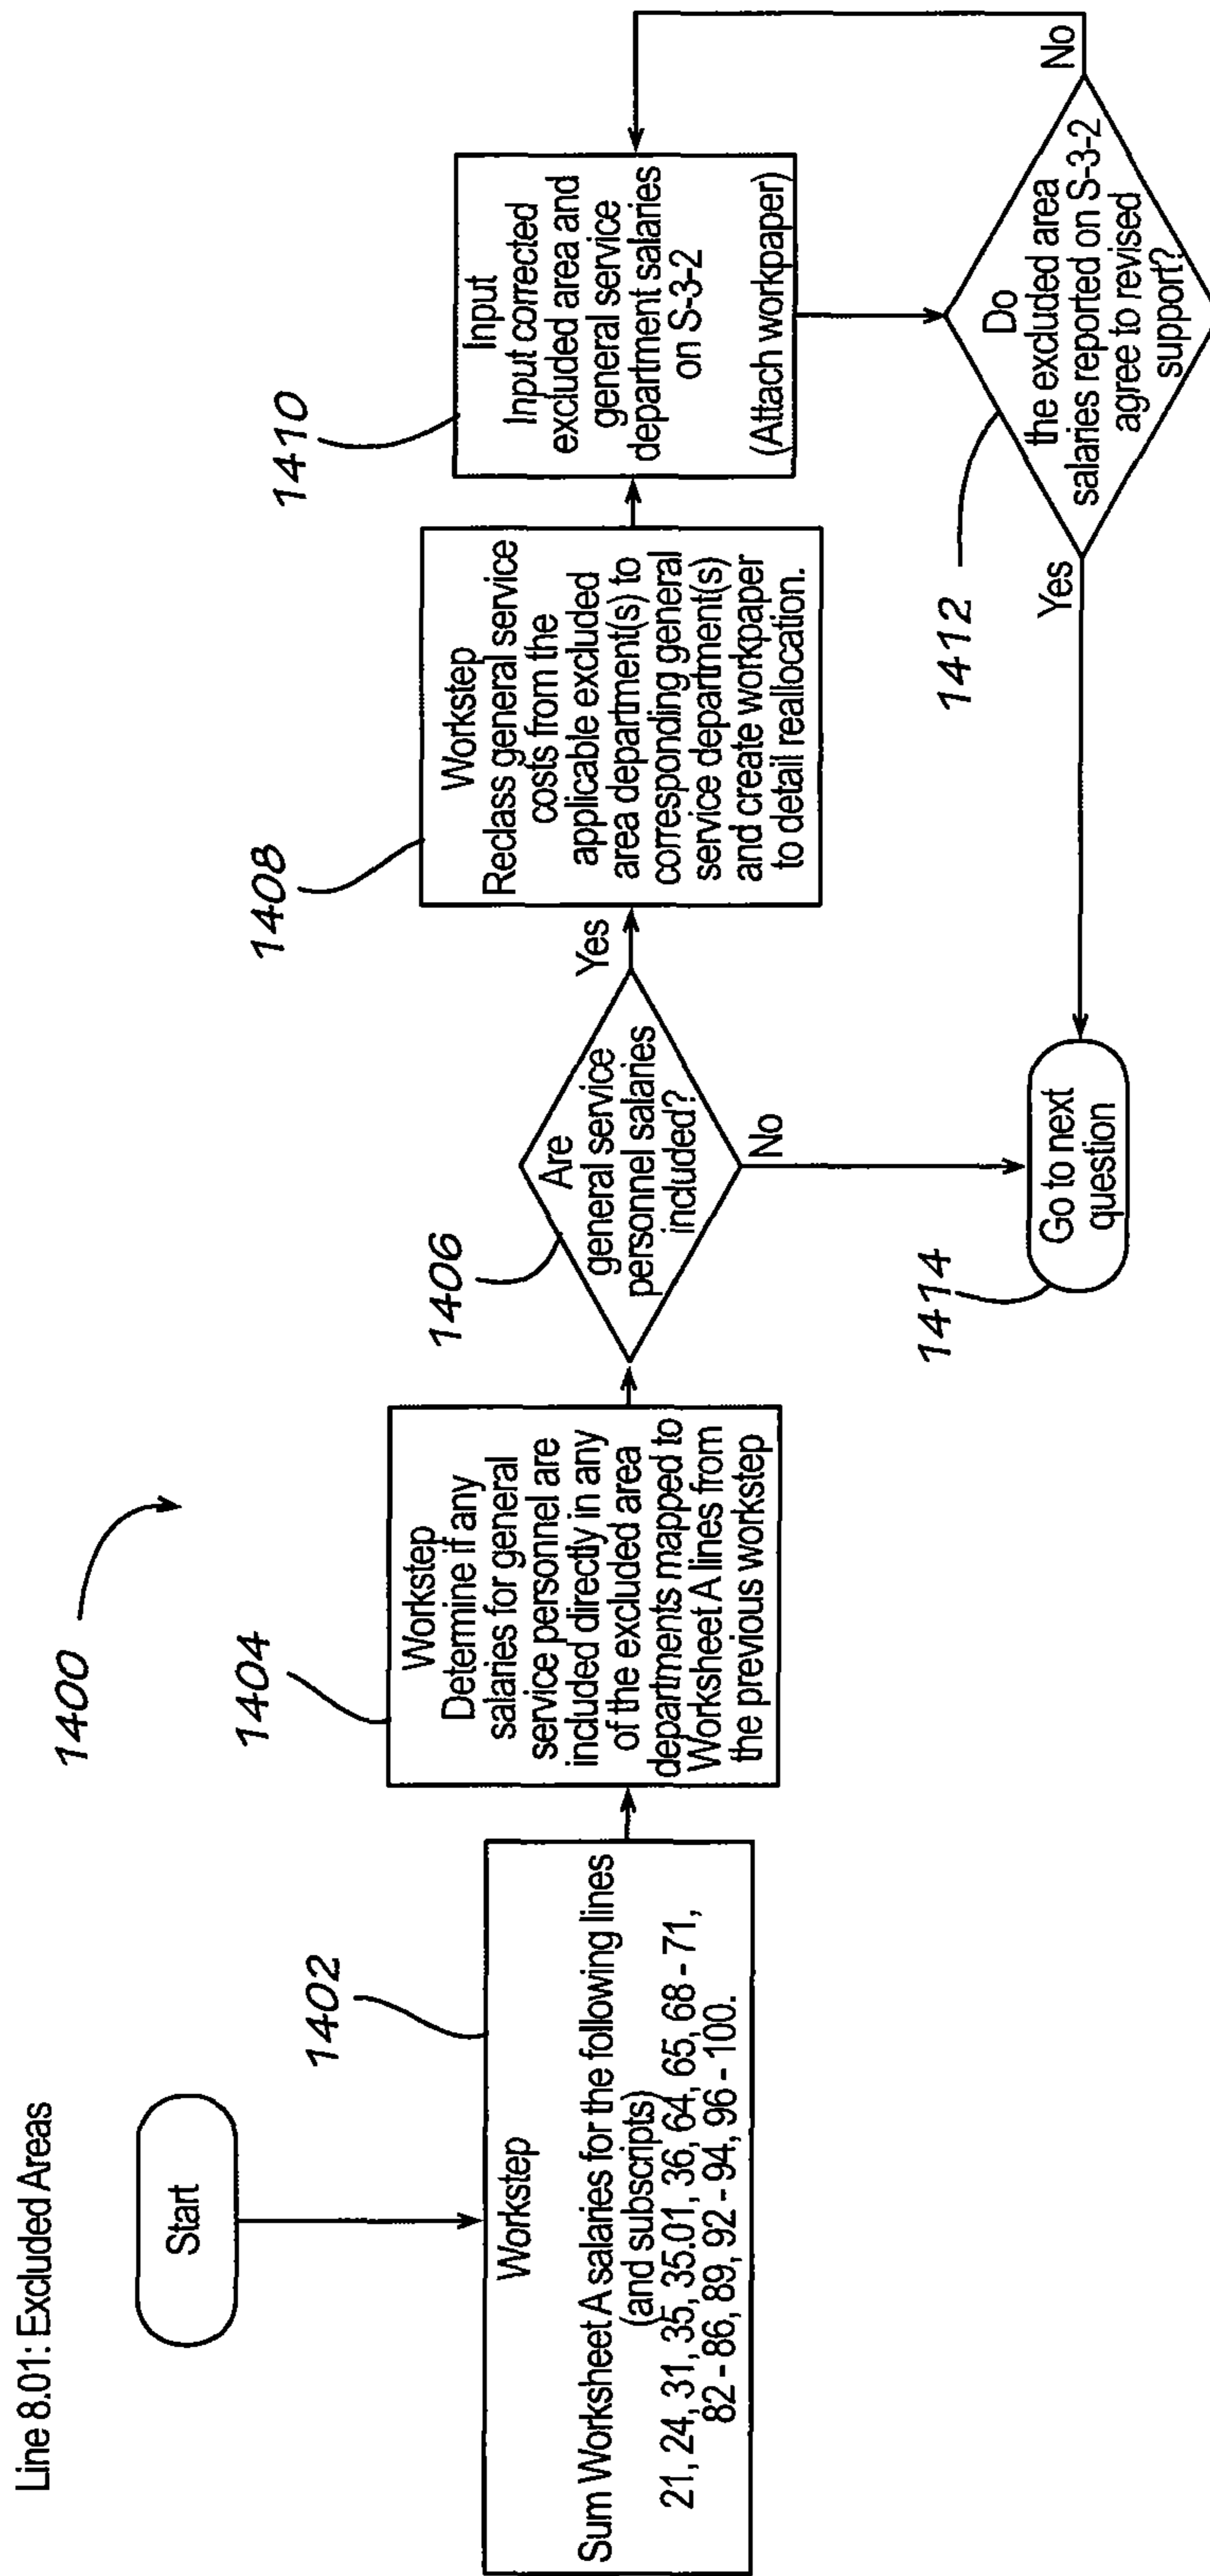 Line 8.01: Excluded Areas
1400
Start
1402
Workstep
Sum Worksheet A salaries for the following lines
(and subscripts)
21, 24, 31, 35, 35.01, 36, 64, 65, 68 - 71,
82 - 86, 89, 92 - 94, 96 - 100.
1404
Workstep
Determine if any
salaries for general
service personnel are
included directly in any
of the excluded area
departments mapped to
Worksheet A lines from
the previous workstep
1406
Are
general service
personnel salaries
included?
Yes
No
1408
Workstep
Reclass general service
costs from the
applicable excluded
area department(s) to
corresponding general
service department(s)
and create workpaper
to detail reallocation.
1410
Input
Input corrected
excluded area and
general service
department salaries
on S-3-2
(Attach workpaper)
1412
Do
the excluded area
salaries reported on S-3-2
agree to revised
support?
Yes
No
1414
Go to next
question